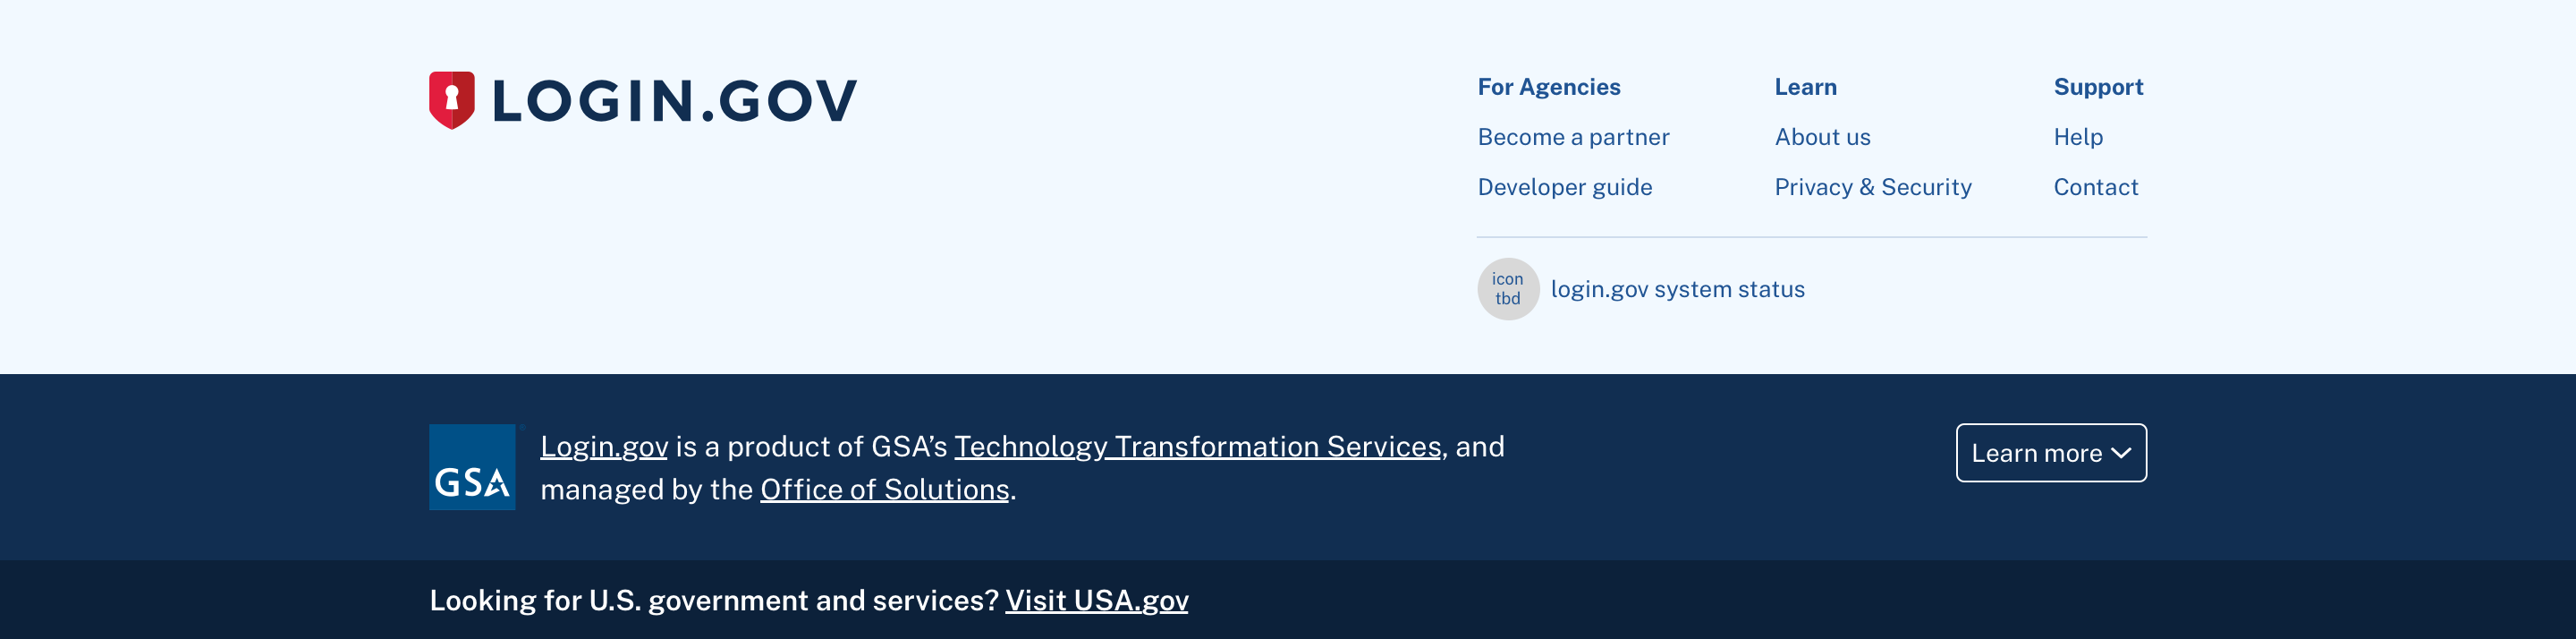 LOGIN.GOV
For Agencies
Become a partner
Developer guide
Learn
About us
Privacy & Security
Support
Help
Contact
icon
tbd
login.gov system status
GSA
Login.gov is a product of GSA’s Technology Transformation Services, and
managed by the Office of Solutions.
Learn more
Looking for U.S. government and services? Visit USA.gov